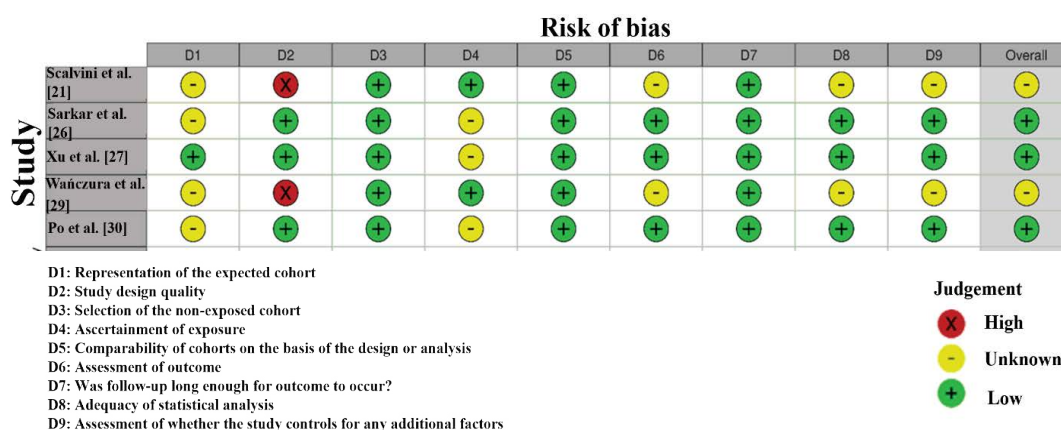 Risk of bias
D1 D2 D3 D4 D5 D6 D7 D8 D9 Overall
Study
Scalvini et al.
[21]
- X + + + - + - - -
Sarkar et al.
[26]
- + + - + + + + + +
Xu et al. [27]
+ + + - + + + + + +
Wańczura et al.
[29]
- X + + + - + - - -
Po et al. [30]
- + + - + + + + + +
D1: Representation of the expected cohort
D2: Study design quality
D3: Selection of the non-exposed cohort
D4: Ascertainment of exposure
D5: Comparability of cohorts on the basis of the design or analysis
D6: Assessment of outcome
D7: Was follow-up long enough for outcome to occur?
D8: Adequacy of statistical analysis
D9: Assessment of whether the study controls for any additional factors
Judgement
X High
- Unknown
+ Low